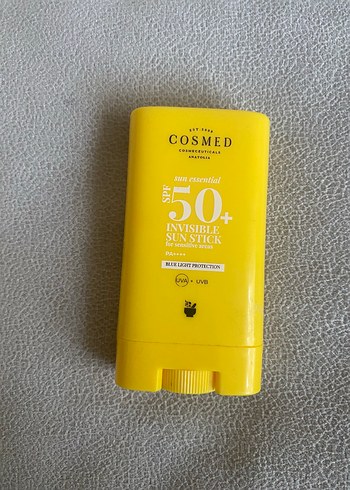 EST 2008
COSMED
COSMECEUTICALS
ANATOLIA
sun essential
SPF 50+
INVISIBLE
SUN STICK
for sensitive areas
PA++++
BLUE LIGHT PROTECTION
UVA + UVB